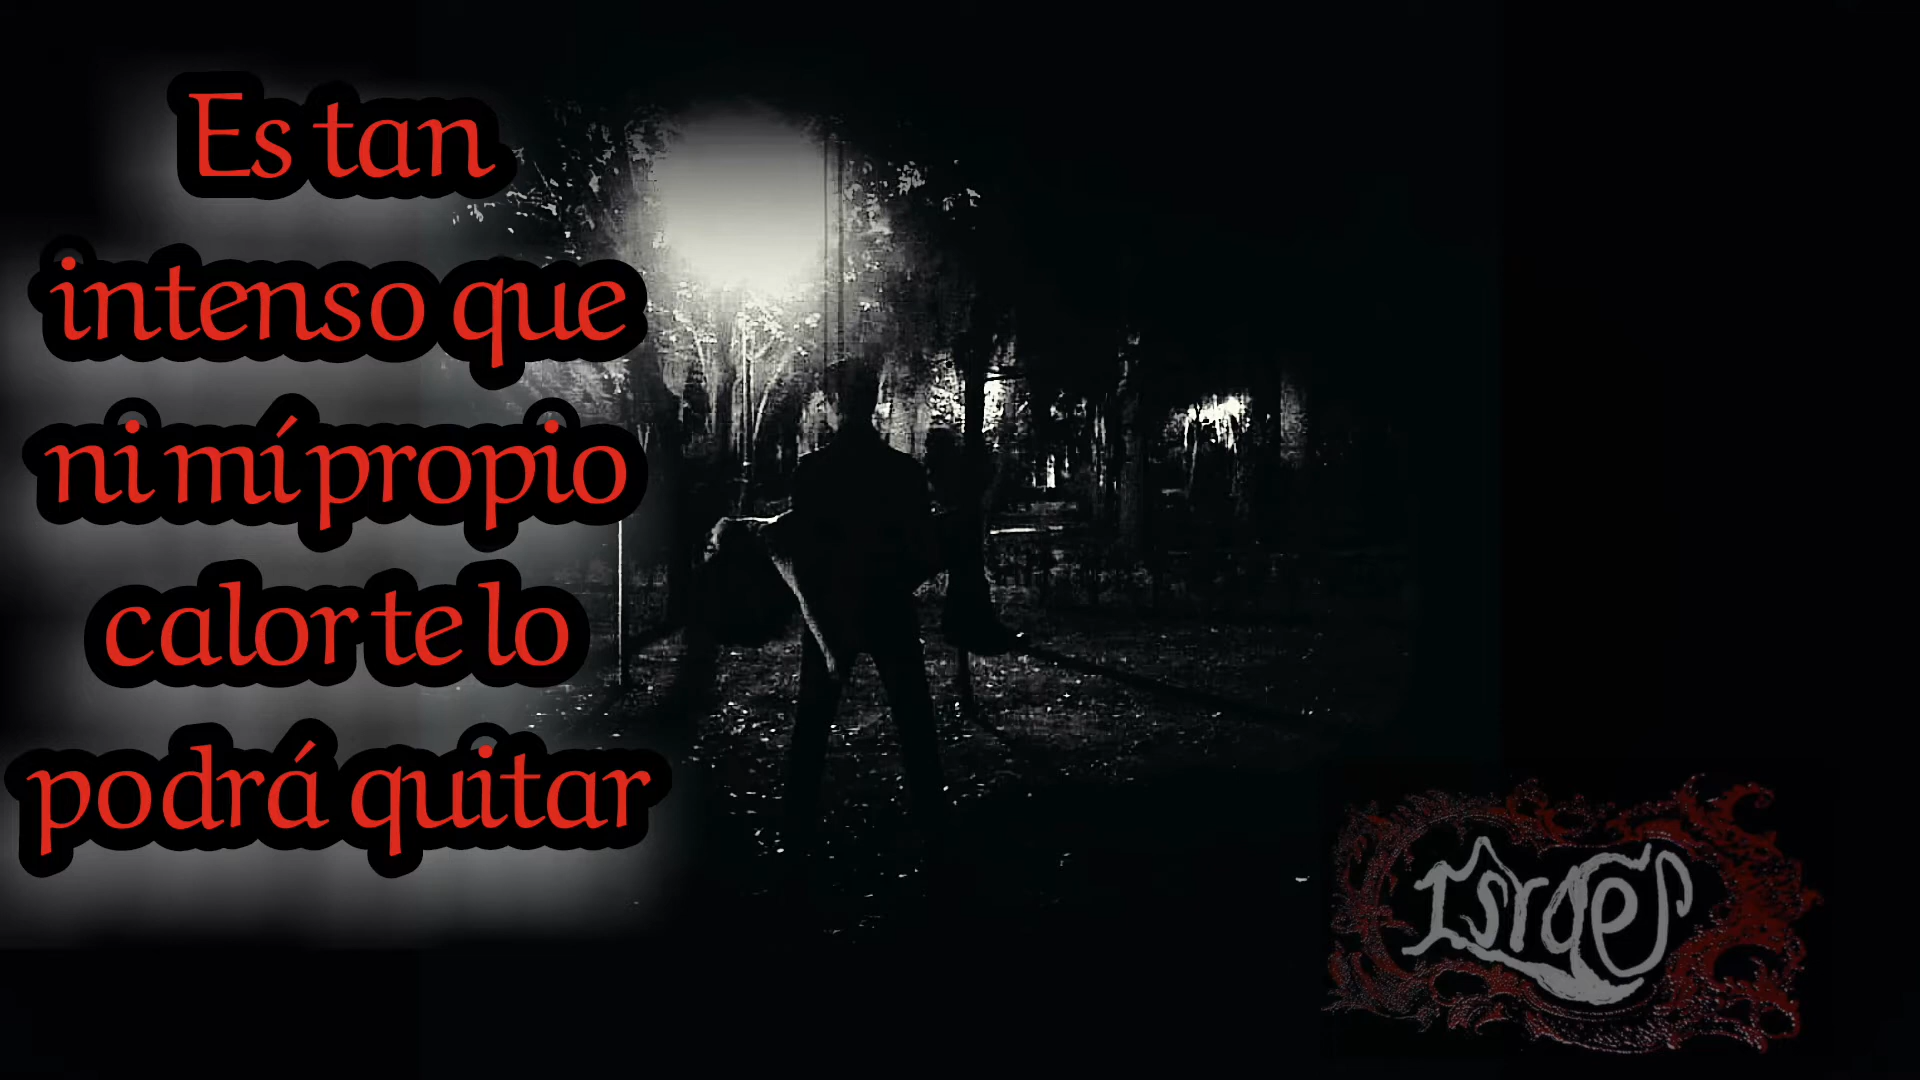 Es tan
intenso que
ni mí propio
calor te lo
podrá quitar
Israel